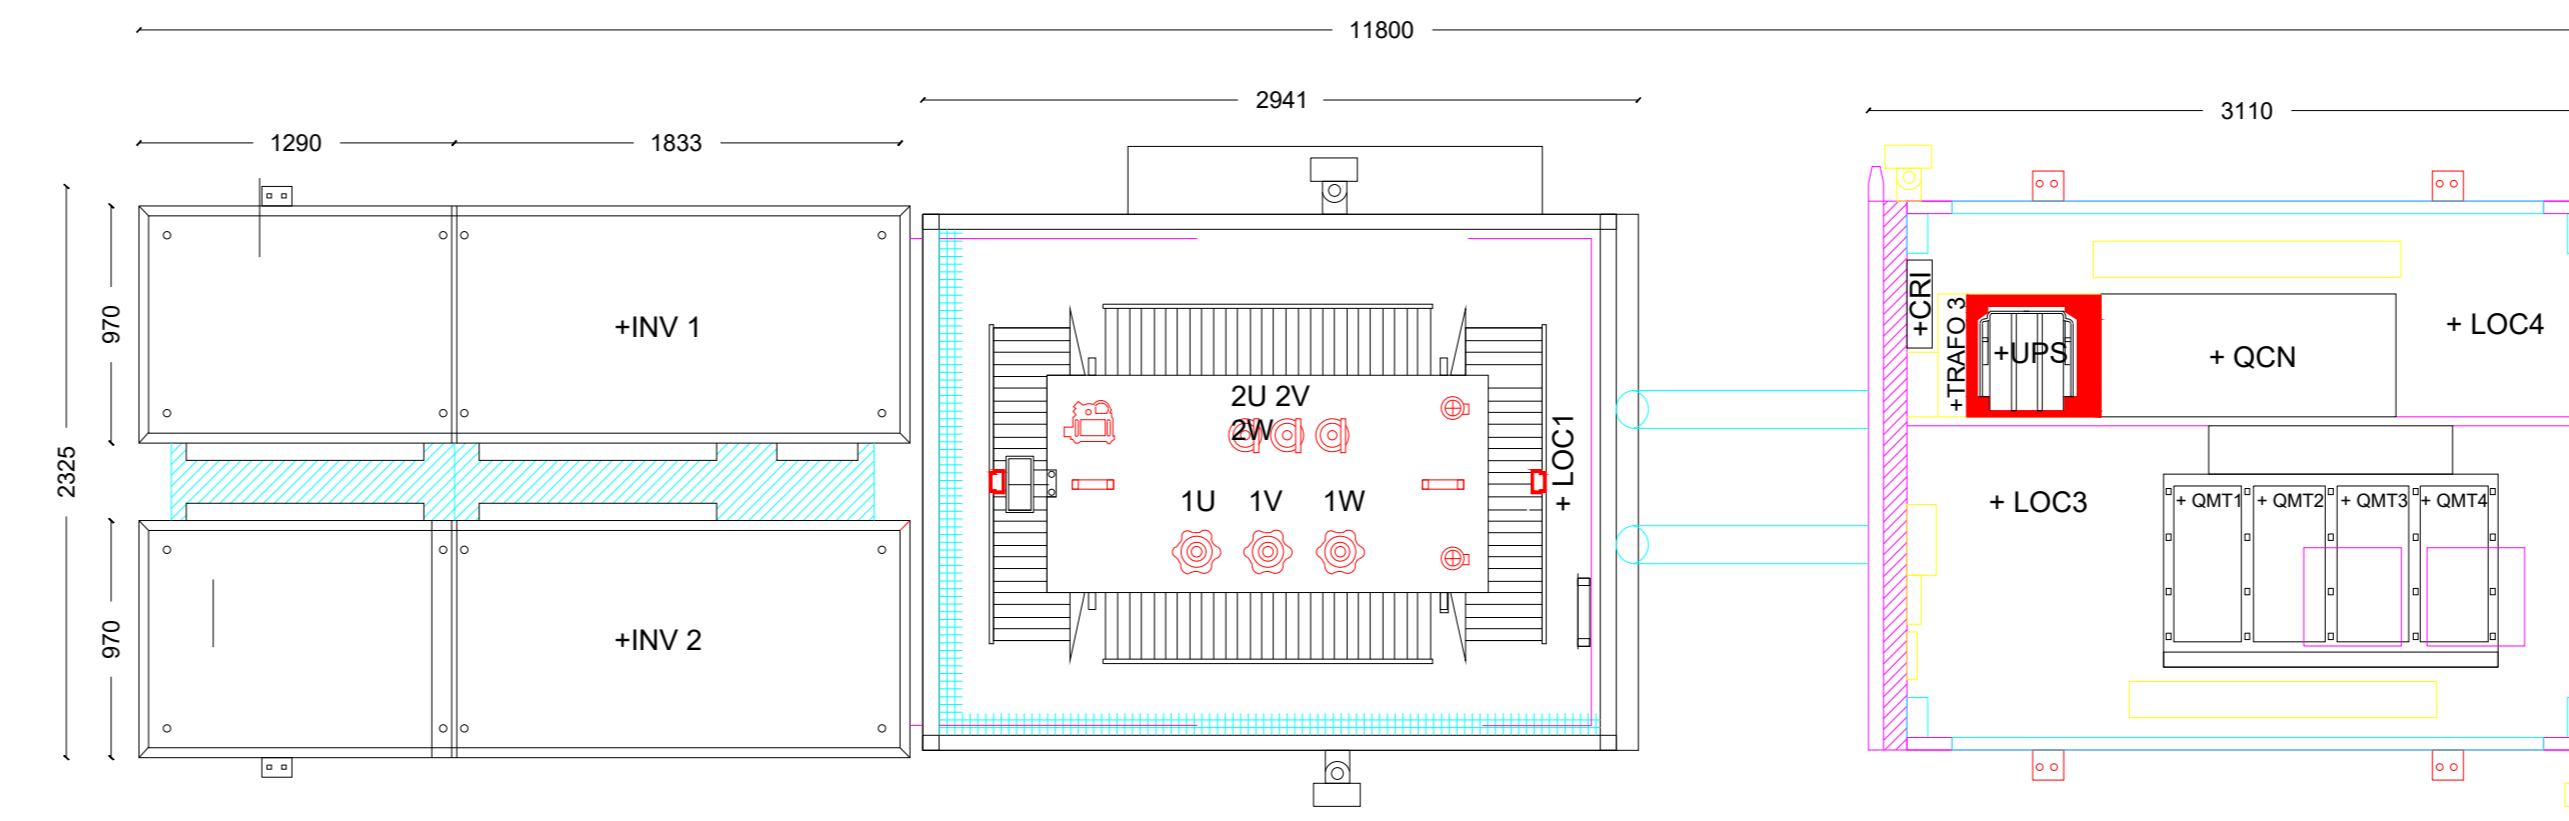 11800
2941
3110
1290
1833
970
2325
970
+INV 1
+INV 2
2U 2V
2W
1U 1V 1W
+ LOC1
+CRI
+TRAFO 3
+UPS
+ QCN
+ LOC4
+ LOC3
+ QMT1
+ QMT2
+ QMT3
+ QMT4